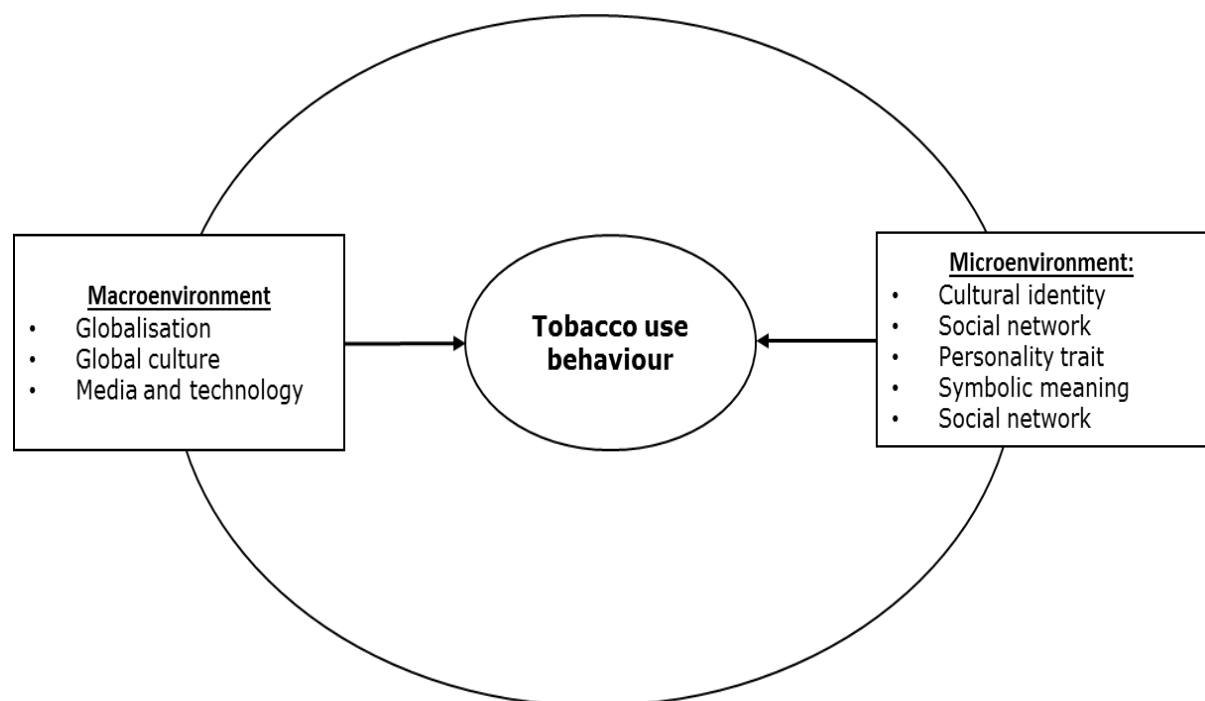 Macroenvironment
• Globalisation
• Global culture
• Media and technology
Tobacco use
behaviour
Microenvironment:
• Cultural identity
• Social network
• Personality trait
• Symbolic meaning
• Social network